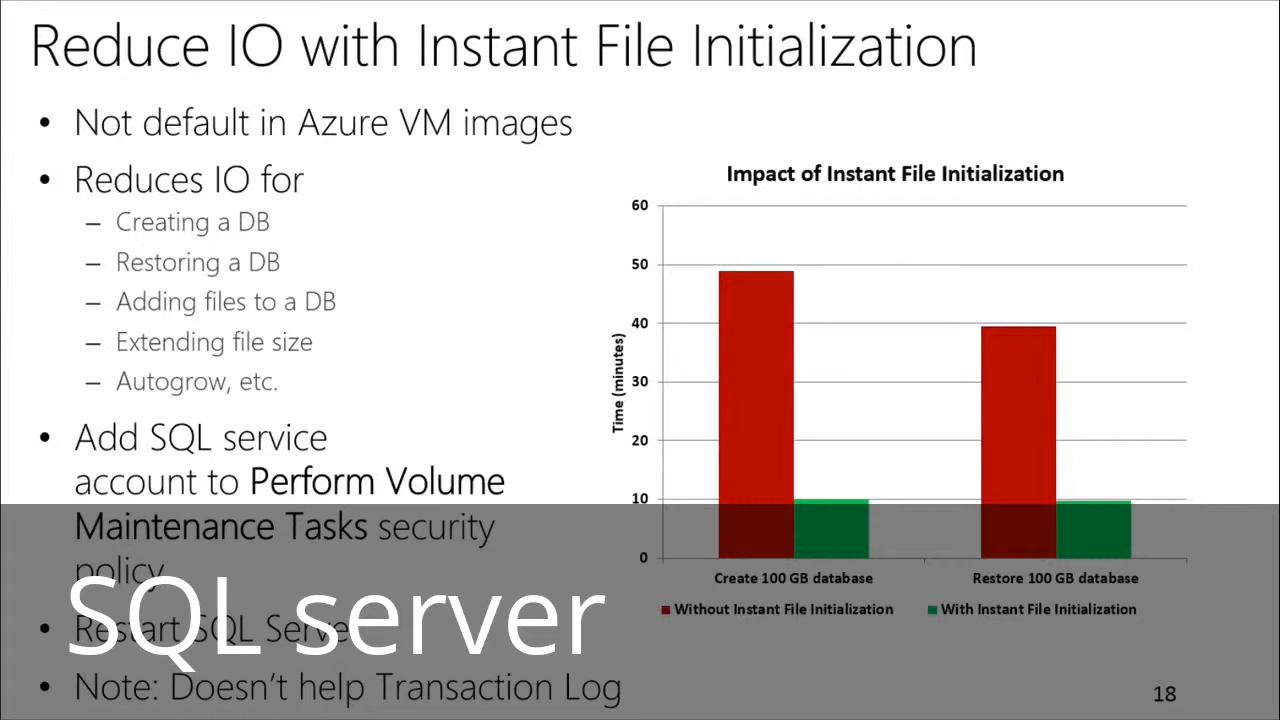 Reduce IO with Instant File Initialization
• Not default in Azure VM images
• Reduces IO for
– Creating a DB
– Restoring a DB
– Adding files to a DB
– Extending file size
– Autogrow, etc.
• Add SQL service
account to Perform Volume
Maintenance Tasks security
policy
• Restart SQL Server
• Note: Doesn't help Transaction Log
Impact of Instant File Initialization
60
50
40
30
20
10
0
Time (minutes)
Create 100 GB database
Restore 100 GB database
Without Instant File Initialization
With Instant File Initialization
SQL server
18